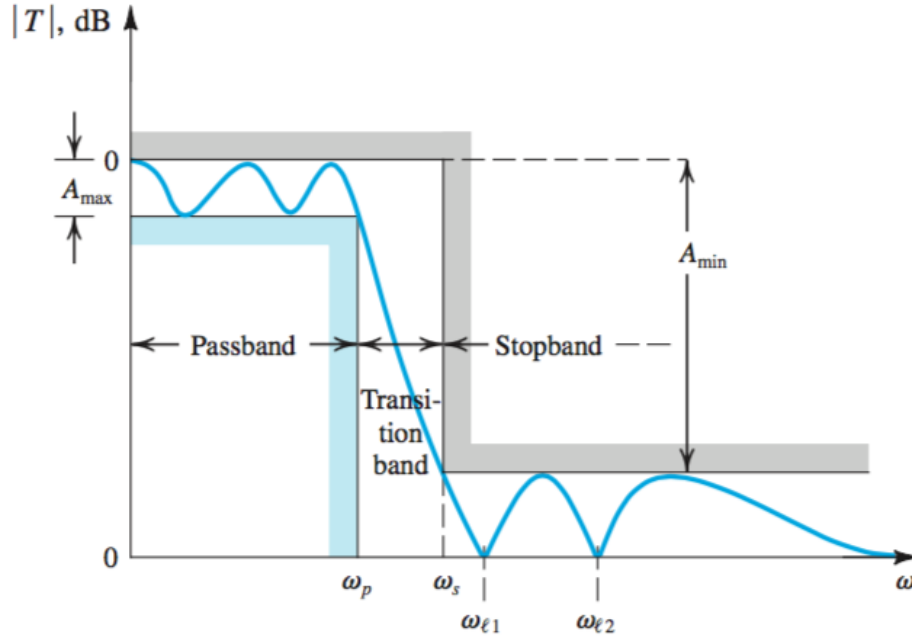 |T|, dB
0
A_max
A_min
Passband
Stopband
Transi-
tion
band
0
ω_p
ω_s
ω
ω_ℓ1
ω_ℓ2